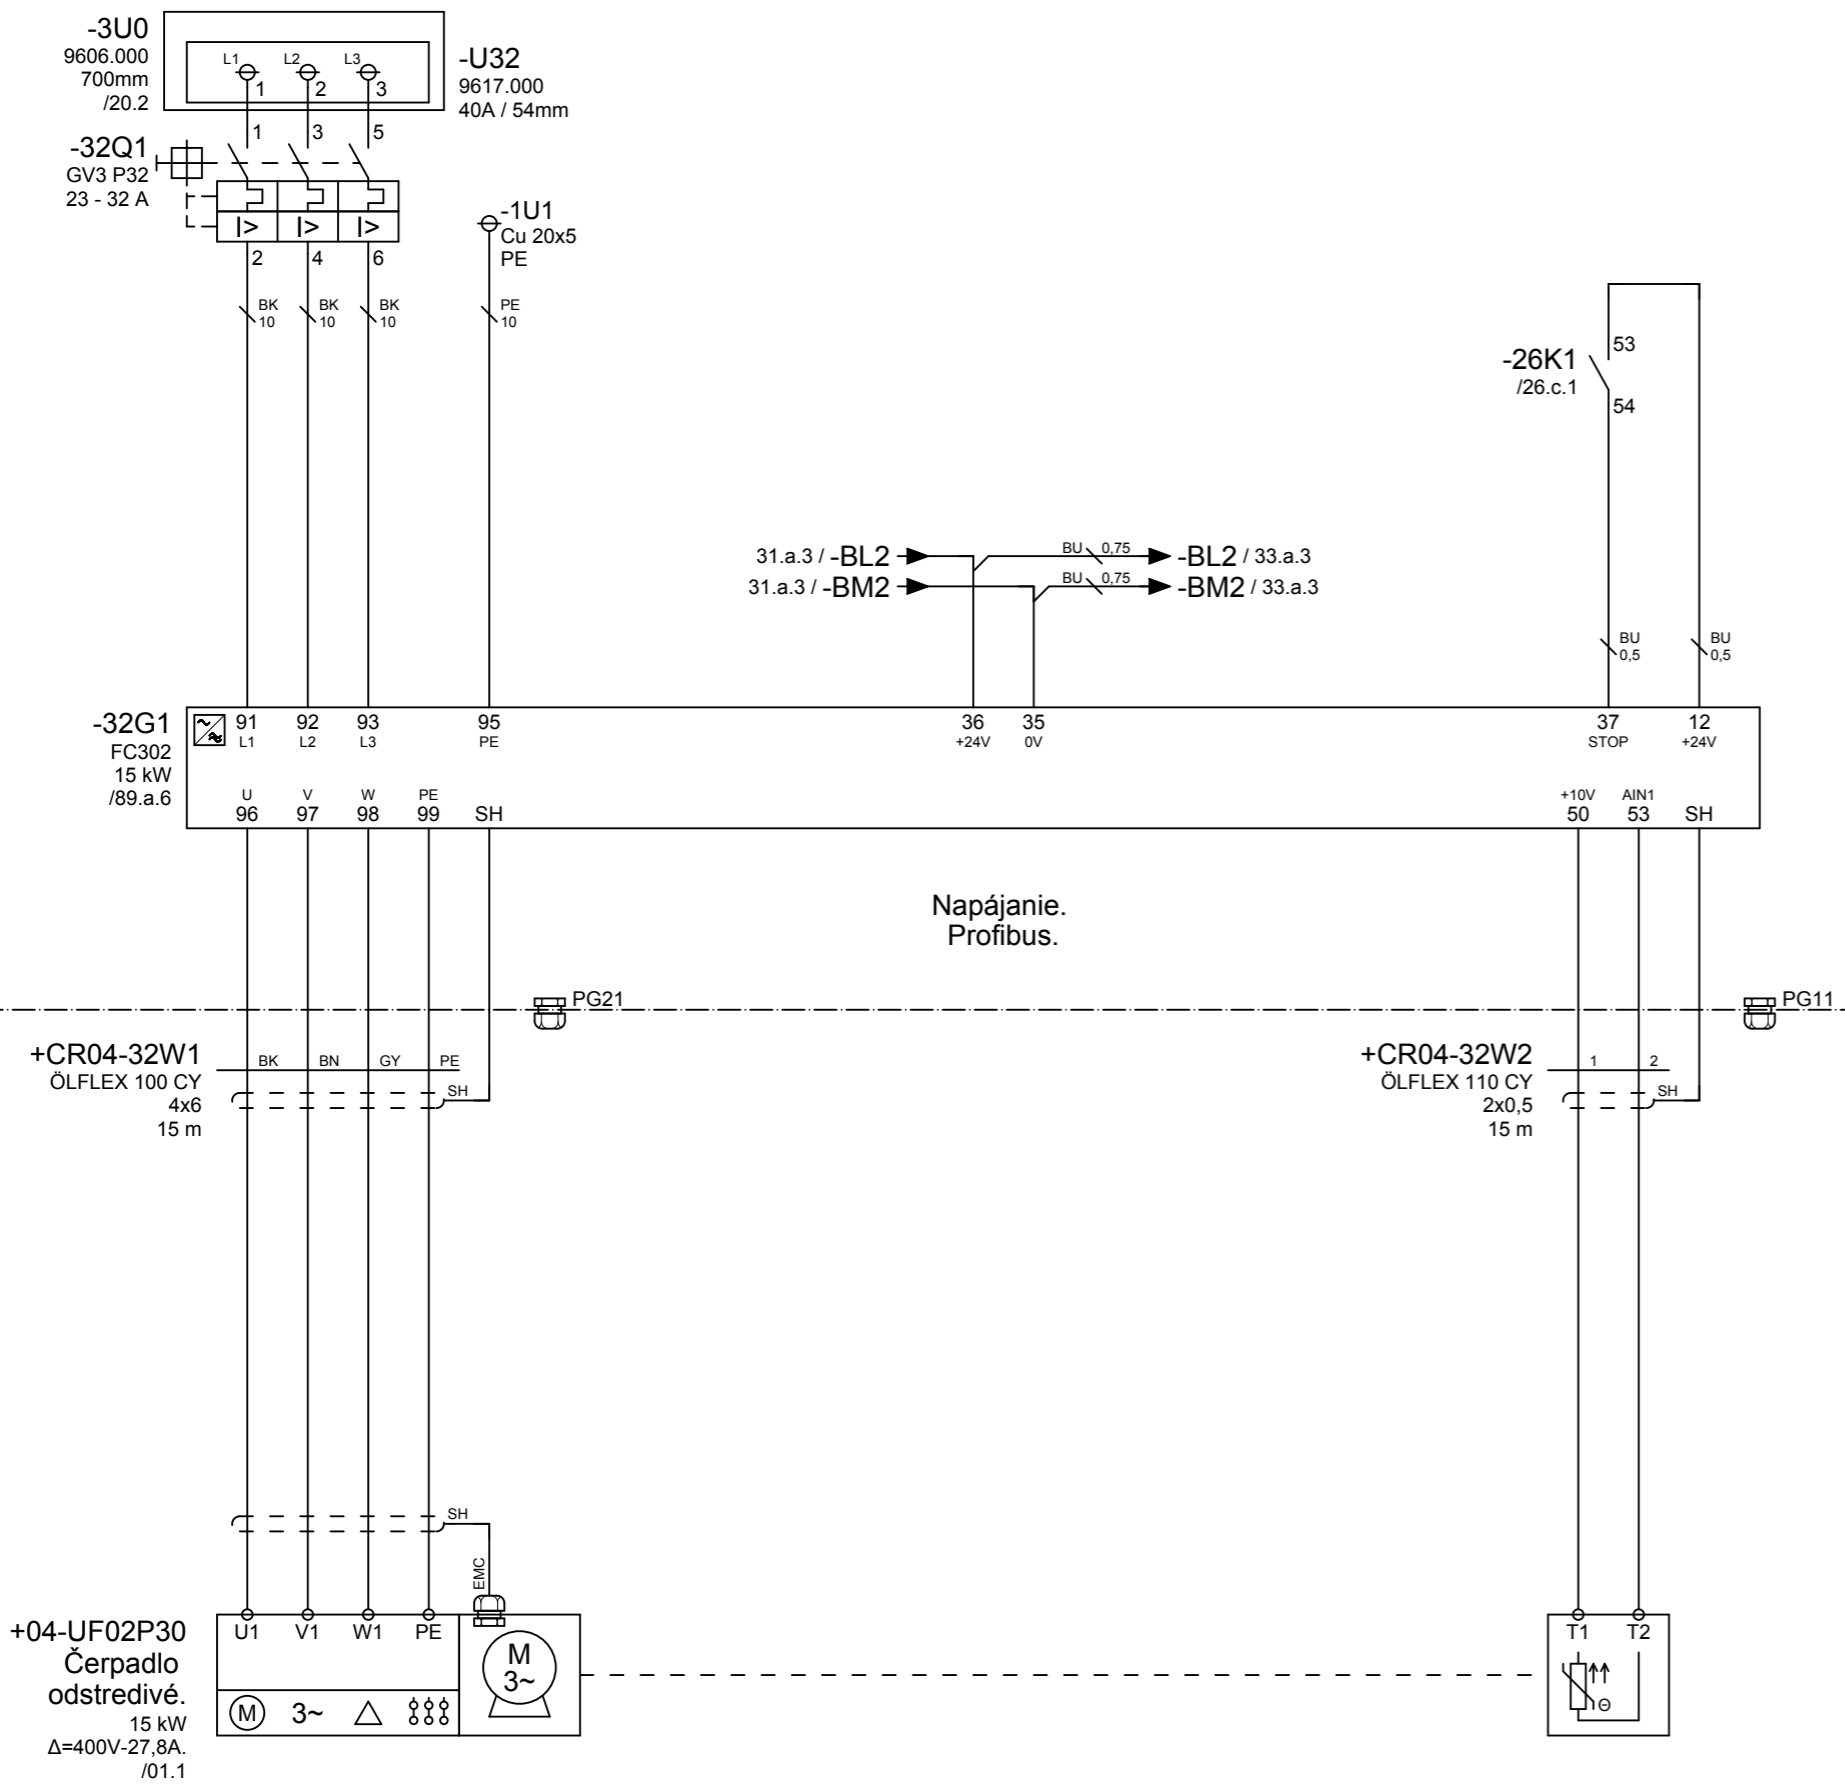 -3U0
9606.000
700mm
/20.2
L1 L2 L3
1 2 3
-U32
9617.000
40A / 54mm
-32Q1
GV3 P32
23 - 32 A
1 3 5
I> I> I>
2 4 6
-1U1
Cu 20x5
PE
BK BK BK PE
10 10 10 10
53
-26K1
/26.c.1
54
31.a.3 / -BL2 BU 0,75 -BL2 / 33.a.3
31.a.3 / -BM2 BU 0,75 -BM2 / 33.a.3
BU BU
0,5 0,5
-32G1
FC302
15 kW
/89.a.6
91 92 93 95 36 35 37 12
L1 L2 L3 PE +24V 0V STOP +24V
U V W PE +10V AIN1
96 97 98 99 SH 50 53 SH
Napájanie.
Profibus.
PG21 PG11
+CR04-32W1
ÖLFLEX 100 CY
4x6
15 m
BK BN GY PE
SH
+CR04-32W2
ÖLFLEX 110 CY
2x0,5
15 m
1 2
SH
SH
EMC
+04-UF02P30
Čerpadlo
odstredivé.
15 kW
Δ=400V-27,8A.
/01.1
U1 V1 W1 PE
M
3~
M 3~
T1 T2
Θ